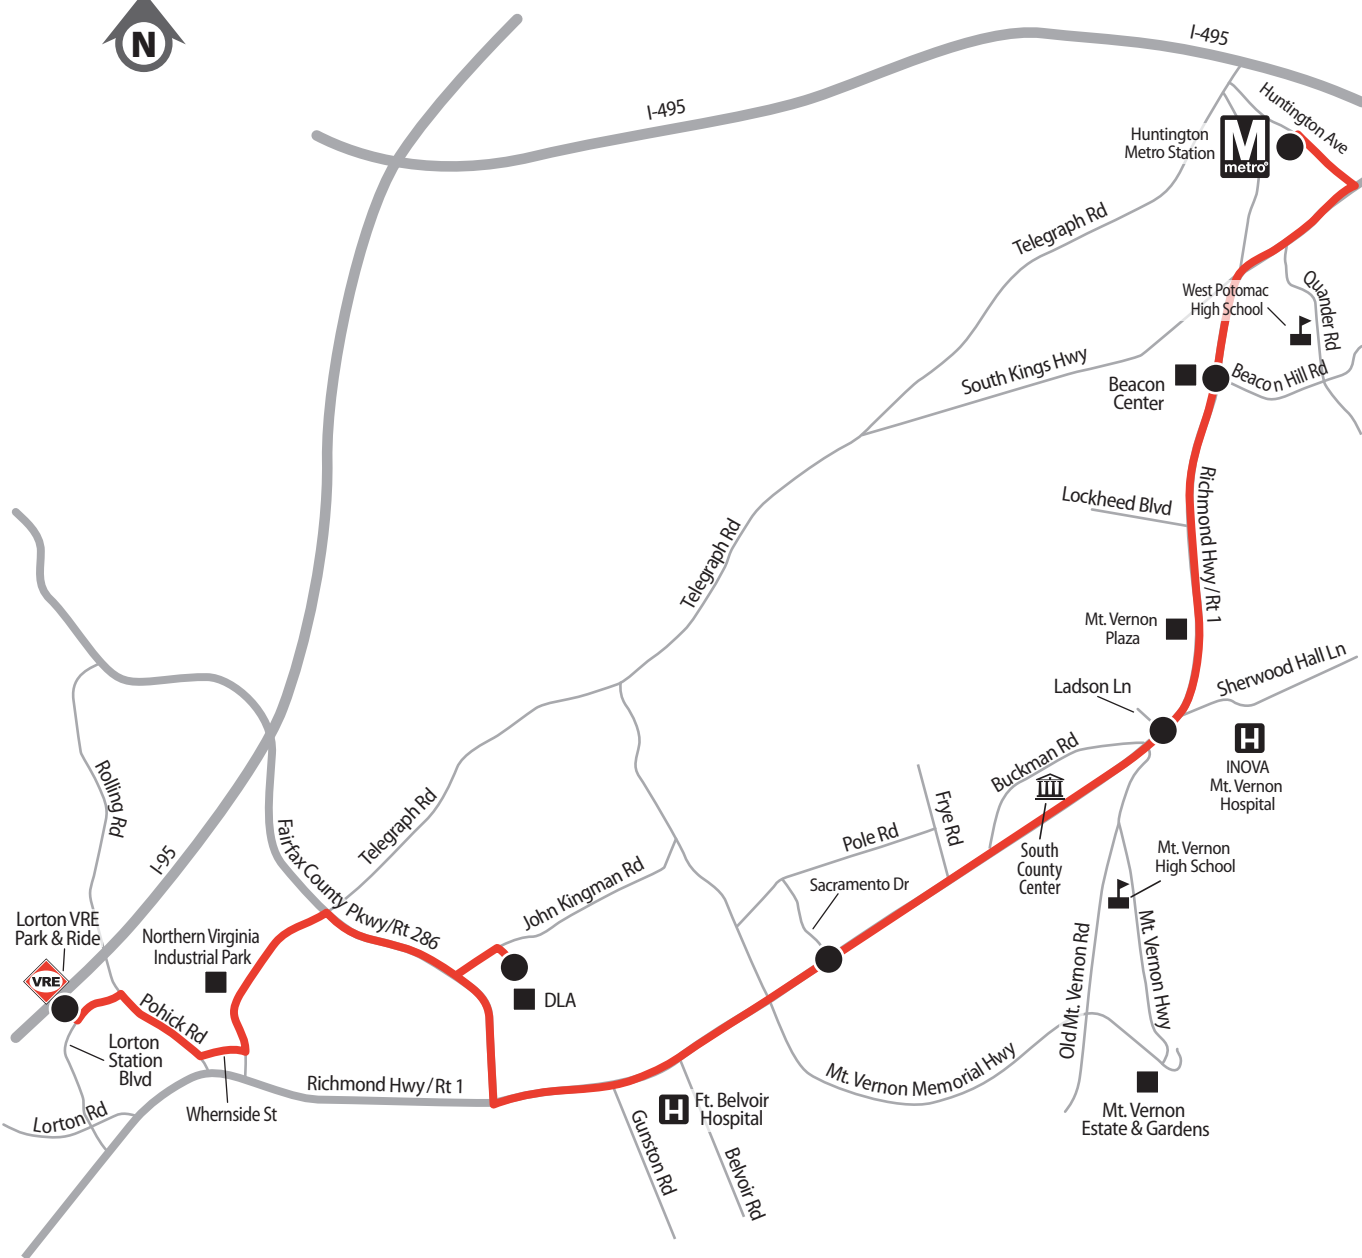 N
I-495
I-495
Huntington Ave
Huntington
Metro Station
M
metro
Telegraph Rd
West Potomac
High School
Quander Rd
South Kings Hwy
Beacon
Center
Beacon Hill Rd
Lockheed Blvd
Richmond Hwy/Rt 1
Telegraph Rd
Mt. Vernon
Plaza
Sherwood Hall Ln
Ladson Ln
H
INOVA
Mt. Vernon
Hospital
Buckman Rd
Rolling Rd
Frye Rd
Pole Rd
South
County
Center
Mt. Vernon
High School
I-95
Fairfax County Pkwy/Rt 286
Telegraph Rd
John Kingman Rd
Sacramento Dr
Lorton VRE
Park & Ride
VRE
Northern Virginia
Industrial Park
DLA
Old Mt. Vernon Rd
Mt. Vernon Hwy
Pohick Rd
Lorton
Station
Blvd
Whernside St
Lorton Rd
Richmond Hwy/Rt 1
Mt. Vernon Memorial Hwy
H
Ft. Belvoir
Hospital
Gunston Rd
Belvoir Rd
Mt. Vernon
Estate & Gardens